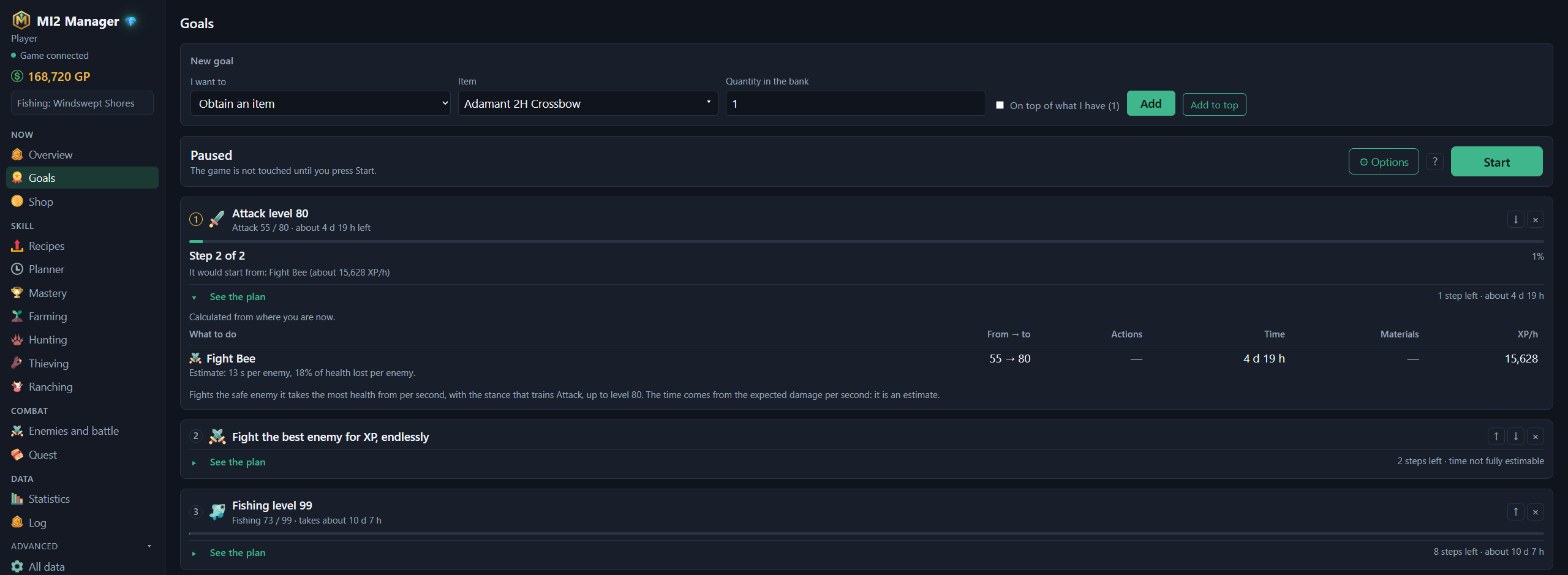 MI2 Manager
Player
Game connected
168,720 GP
Fishing: Windswept Shores
NOW
Overview
Goals
Shop
SKILL
Recipes
Planner
Mastery
Farming
Hunting
Thieving
Ranching
COMBAT
Enemies and battle
Quest
DATA
Statistics
Log
ADVANCED
All data
Goals
New goal
I want to
Item
Quantity in the bank
Obtain an item
Adamant 2H Crossbow
1
On top of what I have (1)
Add
Add to top
Paused
The game is not touched until you press Start.
Options
?
Start
1
Attack level 80
Attack 55 / 80 · about 4 d 19 h left
↓ ×
Step 2 of 2
1%
It would start from: Fight Bee (about 15,628 XP/h)
See the plan
1 step left · about 4 d 19 h
Calculated from where you are now.
What to do From → to Actions Time Materials XP/h
Fight Bee 55 → 80 — 4 d 19 h — 15,628
Estimate: 13 s per enemy, 18% of health lost per enemy.
Fights the safe enemy it takes the most health from per second, with the stance that trains Attack, up to level 80. The time comes from the expected damage per second: it is an estimate.
2
Fight the best enemy for XP, endlessly
↑ ↓ ×
See the plan
2 steps left · time not fully estimable
3
Fishing level 99
Fishing 73 / 99 · takes about 10 d 7 h
↑ ×
See the plan
8 steps left · about 10 d 7 h